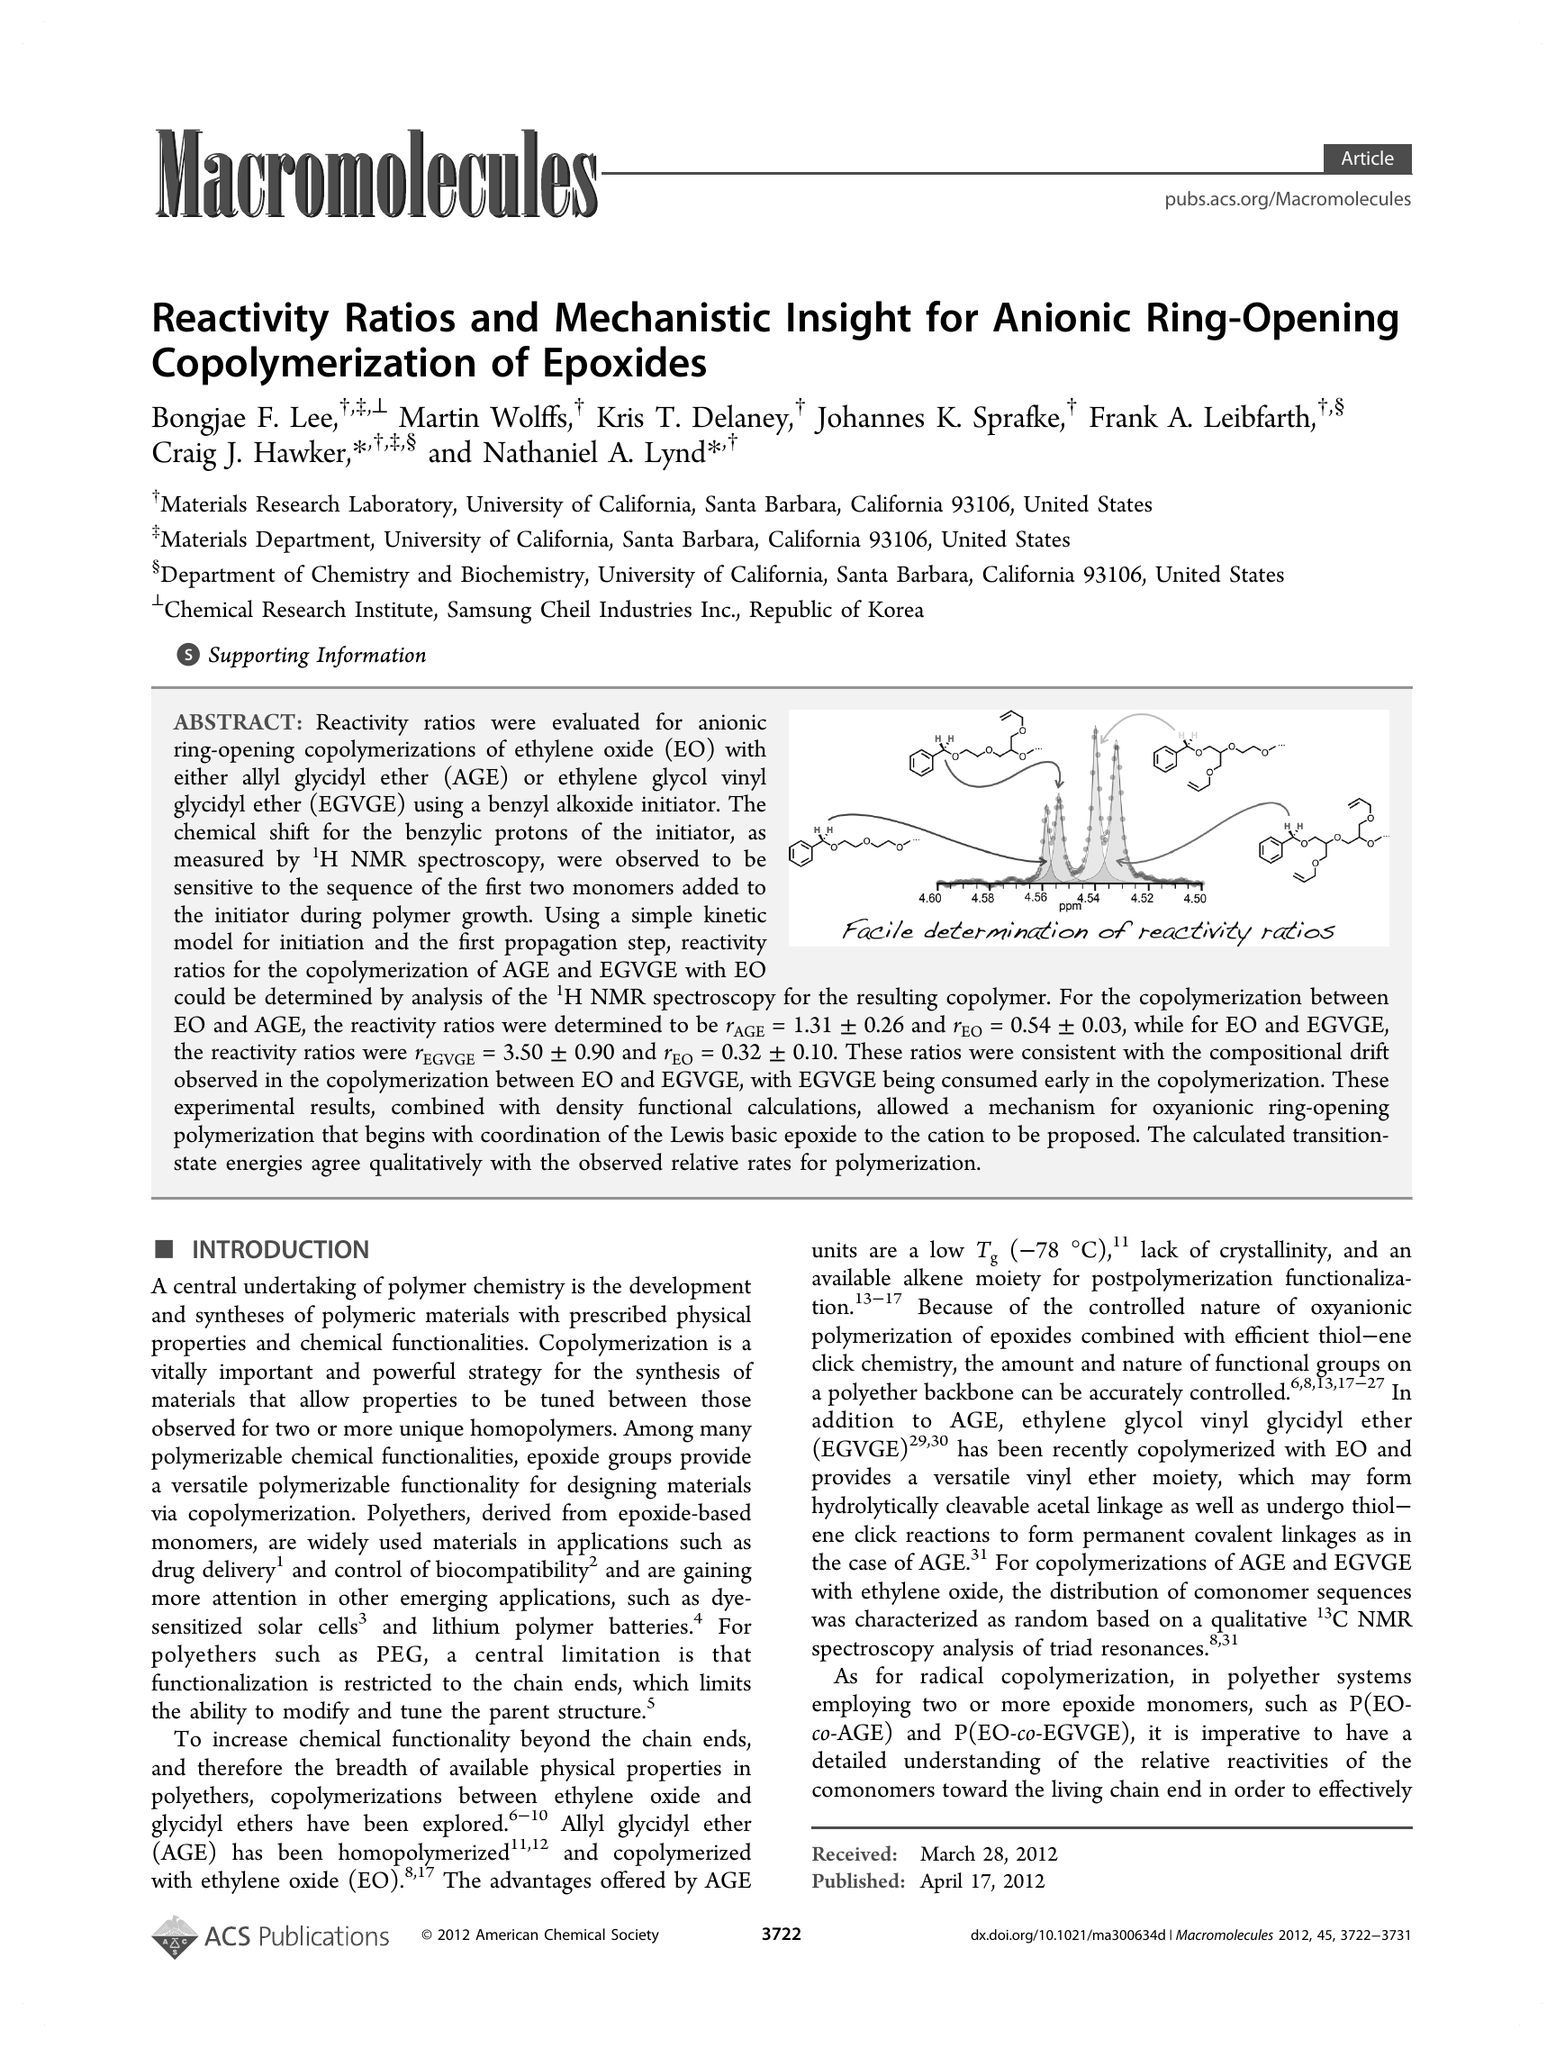 Macromolecules
Article
pubs.acs.org/Macromolecules
Reactivity Ratios and Mechanistic Insight for Anionic Ring-Opening
Copolymerization of Epoxides
Bongjae F. Lee,†,‡,⊥ Martin Wolffs,† Kris T. Delaney,† Johannes K. Sprafke,† Frank A. Leibfarth,†,§
Craig J. Hawker,*,†,‡,§ and Nathaniel A. Lynd*,†
†Materials Research Laboratory, University of California, Santa Barbara, California 93106, United States
‡Materials Department, University of California, Santa Barbara, California 93106, United States
§Department of Chemistry and Biochemistry, University of California, Santa Barbara, California 93106, United States
⊥Chemical Research Institute, Samsung Cheil Industries Inc., Republic of Korea
S Supporting Information
ABSTRACT: Reactivity ratios were evaluated for anionic
ring-opening copolymerizations of ethylene oxide (EO) with
either allyl glycidyl ether (AGE) or ethylene glycol vinyl
glycidyl ether (EGVGE) using a benzyl alkoxide initiator. The
chemical shift for the benzylic protons of the initiator, as
measured by ¹H NMR spectroscopy, were observed to be
sensitive to the sequence of the first two monomers added to
the initiator during polymer growth. Using a simple kinetic
model for initiation and the first propagation step, reactivity
ratios for the copolymerization of AGE and EGVGE with EO
could be determined by analysis of the ¹H NMR spectroscopy for the resulting copolymer. For the copolymerization between
EO and AGE, the reactivity ratios were determined to be rAGE = 1.31 ± 0.26 and rEO = 0.54 ± 0.03, while for EO and EGVGE,
the reactivity ratios were rEGVGE = 3.50 ± 0.90 and rEO = 0.32 ± 0.10. These ratios were consistent with the compositional drift
observed in the copolymerization between EO and EGVGE, with EGVGE being consumed early in the copolymerization. These
experimental results, combined with density functional calculations, allowed a mechanism for oxyanionic ring-opening
polymerization that begins with coordination of the Lewis basic epoxide to the cation to be proposed. The calculated transition-
state energies agree qualitatively with the observed relative rates for polymerization.
4.60 4.58 4.56 4.54 4.52 4.50
ppm
Facile determination of reactivity ratios
■ INTRODUCTION
A central undertaking of polymer chemistry is the development
and syntheses of polymeric materials with prescribed physical
properties and chemical functionalities. Copolymerization is a
vitally important and powerful strategy for the synthesis of
materials that allow properties to be tuned between those
observed for two or more unique homopolymers. Among many
polymerizable chemical functionalities, epoxide groups provide
a versatile polymerizable functionality for designing materials
via copolymerization. Polyethers, derived from epoxide-based
monomers, are widely used materials in applications such as
drug delivery¹ and control of biocompatibility² and are gaining
more attention in other emerging applications, such as dye-
sensitized solar cells³ and lithium polymer batteries.⁴ For
polyethers such as PEG, a central limitation is that
functionalization is restricted to the chain ends, which limits
the ability to modify and tune the parent structure.⁵
To increase chemical functionality beyond the chain ends,
and therefore the breadth of available physical properties in
polyethers, copolymerizations between ethylene oxide and
glycidyl ethers have been explored.⁶⁻¹⁰ Allyl glycidyl ether
(AGE) has been homopolymerized¹¹,¹² and copolymerized
with ethylene oxide (EO).⁸,¹⁷ The advantages offered by AGE
units are a low Tg (−78 °C),¹¹ lack of crystallinity, and an
available alkene moiety for postpolymerization functionaliza-
tion.¹³⁻¹⁷ Because of the controlled nature of oxyanionic
polymerization of epoxides combined with efficient thiol−ene
click chemistry, the amount and nature of functional groups on
a polyether backbone can be accurately controlled.⁶,⁸,¹³,¹⁷⁻²⁷ In
addition to AGE, ethylene glycol vinyl glycidyl ether
(EGVGE)²⁹,³⁰ has been recently copolymerized with EO and
provides a versatile vinyl ether moiety, which may form
hydrolytically cleavable acetal linkage as well as undergo thiol−
ene click reactions to form permanent covalent linkages as in
the case of AGE.³¹ For copolymerizations of AGE and EGVGE
with ethylene oxide, the distribution of comonomer sequences
was characterized as random based on a qualitative ¹³C NMR
spectroscopy analysis of triad resonances.⁸,³¹
As for radical copolymerization, in polyether systems
employing two or more epoxide monomers, such as P(EO-
co-AGE) and P(EO-co-EGVGE), it is imperative to have a
detailed understanding of the relative reactivities of the
comonomers toward the living chain end in order to effectively
Received: March 28, 2012
Published: April 17, 2012
ACS Publications
© 2012 American Chemical Society
3722
dx.doi.org/10.1021/ma300634d | Macromolecules 2012, 45, 3722−3731